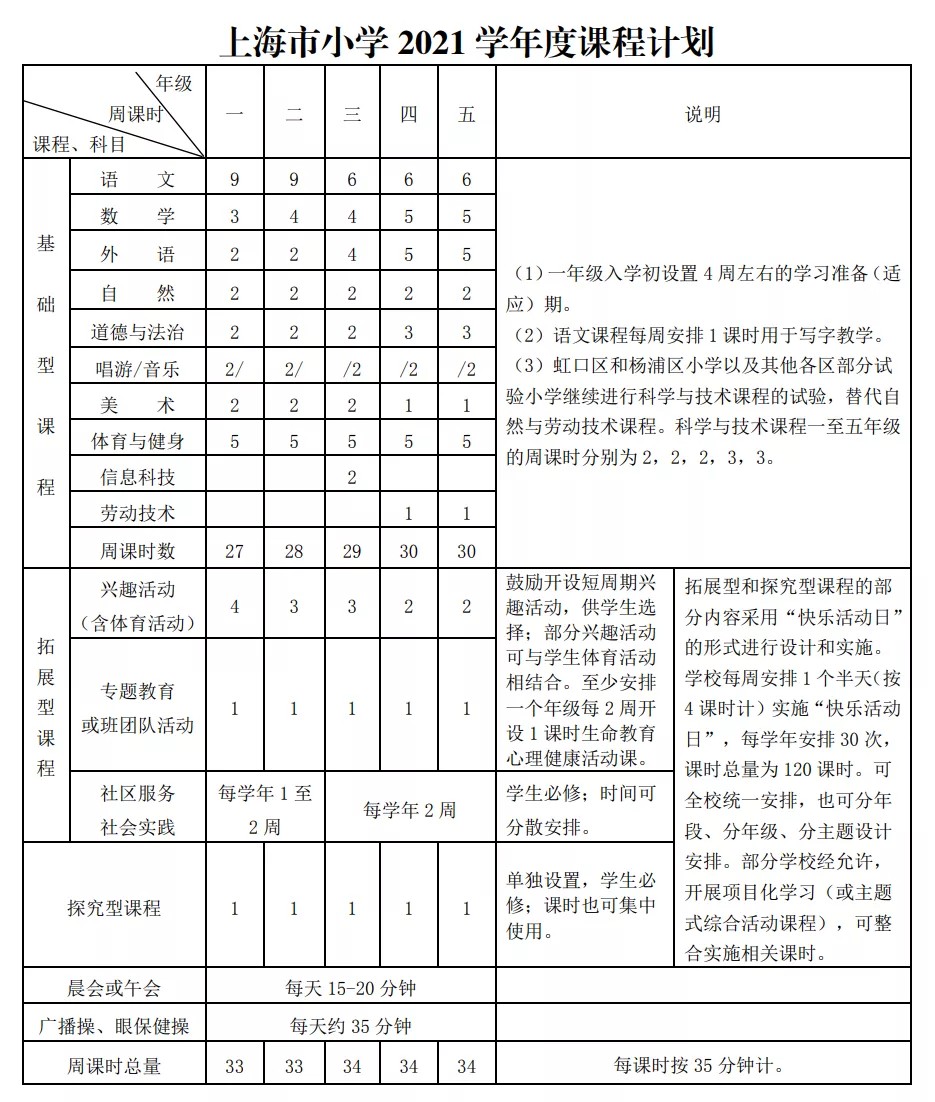 上海市小学 2021 学年度课程计划
年级
周课时
课程、科目
一 二 三 四 五 说明
基础型课程
语 文 9 9 6 6 6
数 学 3 4 4 5 5
外 语 2 2 4 5 5
自 然 2 2 2 2 2
道德与法治 2 2 2 3 3
唱游/音乐 2/ 2/ /2 /2 /2
美 术 2 2 2 1 1
体育与健身 5 5 5 5 5
信息科技 2
劳动技术 1 1
周课时数 27 28 29 30 30
（1）一年级入学初设置 4 周左右的学习准备（适
应）期。
（2）语文课程每周安排 1 课时用于写字教学。
（3）虹口区和杨浦区小学以及其他各区部分试
验小学继续进行科学与技术课程的试验，替代自
然与劳动技术课程。科学与技术课程一至五年级
的周课时分别为 2，2，2，3，3。
拓展型课程
兴趣活动
（含体育活动）
4 3 3 2 2
专题教育
或班团队活动
1 1 1 1 1
鼓励开设短周期兴
趣活动，供学生选
择；部分兴趣活动
可与学生体育活动
相结合。至少安排
一个年级每 2 周开
设 1 课时生命教育
心理健康活动课。
社区服务
社会实践
每学年 1 至
2 周
每学年 2 周
学生必修；时间可
分散安排。
探究型课程 1 1 1 1 1
单独设置，学生必
修；课时也可集中
使用。
拓展型和探究型课程的部
分内容采用“快乐活动日”
的形式进行设计和实施。
学校每周安排 1 个半天（按
4 课时计）实施“快乐活动
日”，每学年安排 30 次，
课时总量为 120 课时。可
全校统一安排，也可分年
段、分年级、分主题设计
安排。部分学校经允许，
开展项目化学习（或主题
式综合活动课程），可整
合实施相关课时。
晨会或午会 每天 15-20 分钟
广播操、眼保健操 每天约 35 分钟
周课时总量 33 33 34 34 34 每课时按 35 分钟计。